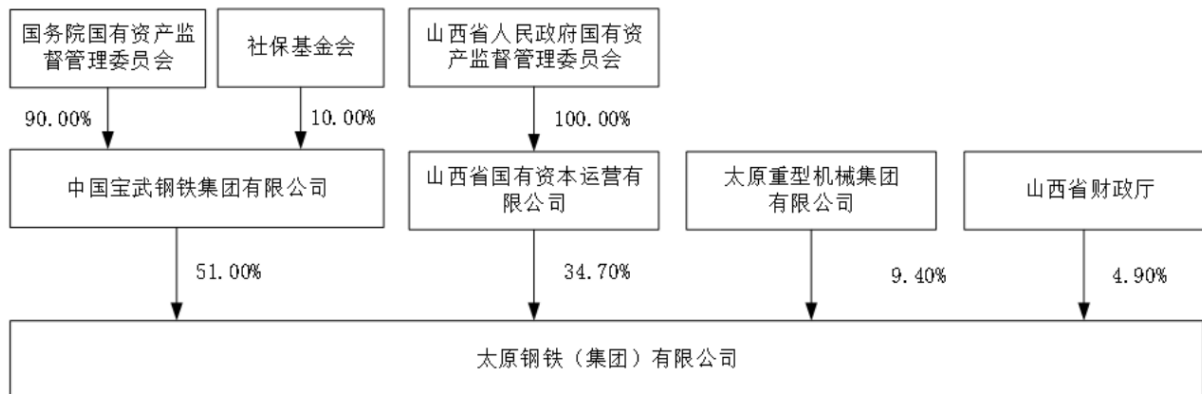 国务院国有资产监
督管理委员会
社保基金会
山西省人民政府国有资
产监督管理委员会
90.00%
10.00%
100.00%
中国宝武钢铁集团有限公司
山西省国有资本运营有
限公司
太原重型机械集团
有限公司
山西省财政厅
51.00%
34.70%
9.40%
4.90%
太原钢铁（集团）有限公司